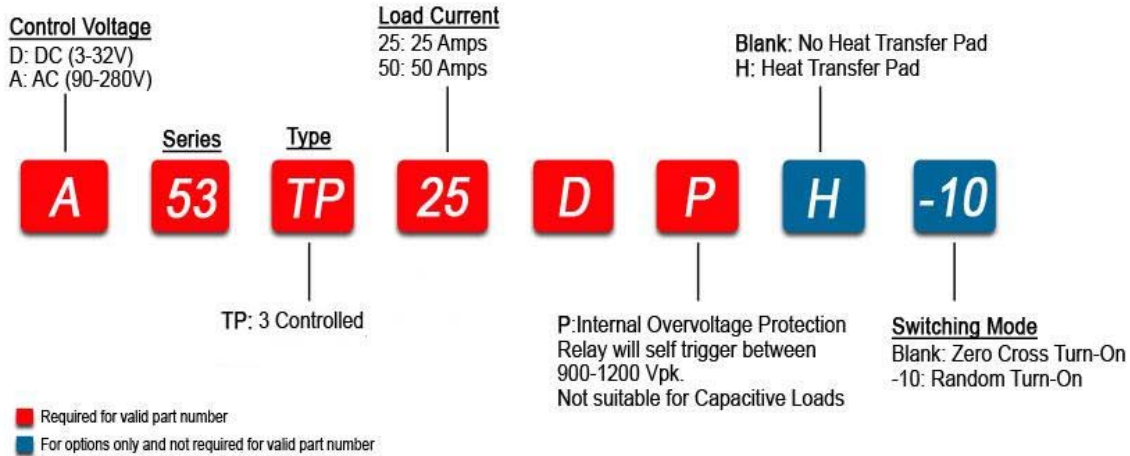 Control Voltage
D: DC (3-32V)
A: AC (90-280V)
Load Current
25: 25 Amps
50: 50 Amps
Blank: No Heat Transfer Pad
H: Heat Transfer Pad
Series
Type
A 53 TP 25 D P H -10
TP: 3 Controlled
P:Internal Overvoltage Protection
Relay will self trigger between
900-1200 Vpk.
Not suitable for Capacitive Loads
Switching Mode
Blank: Zero Cross Turn-On
-10: Random Turn-On
Required for valid part number
For options only and not required for valid part number